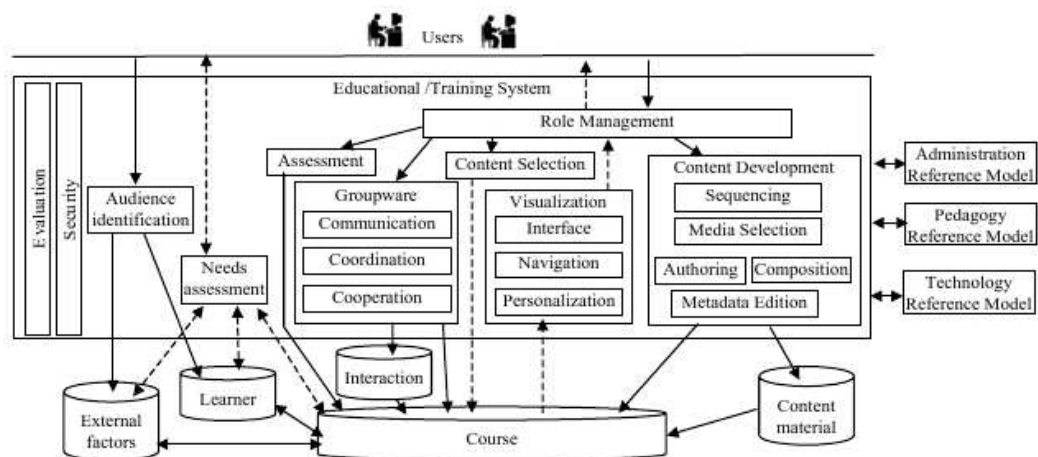 Users
Educational /Training System
Evaluation
Security
Role Management
Assessment
Content Selection
Content Development
Sequencing
Media Selection
Authoring
Composition
Metadata Edition
Groupware
Communication
Coordination
Cooperation
Visualization
Interface
Navigation
Personalization
Audience
identification
Needs
assessment
Administration
Reference Model
Pedagogy
Reference Model
Technology
Reference Model
External
factors
Learner
Interaction
Course
Content
material